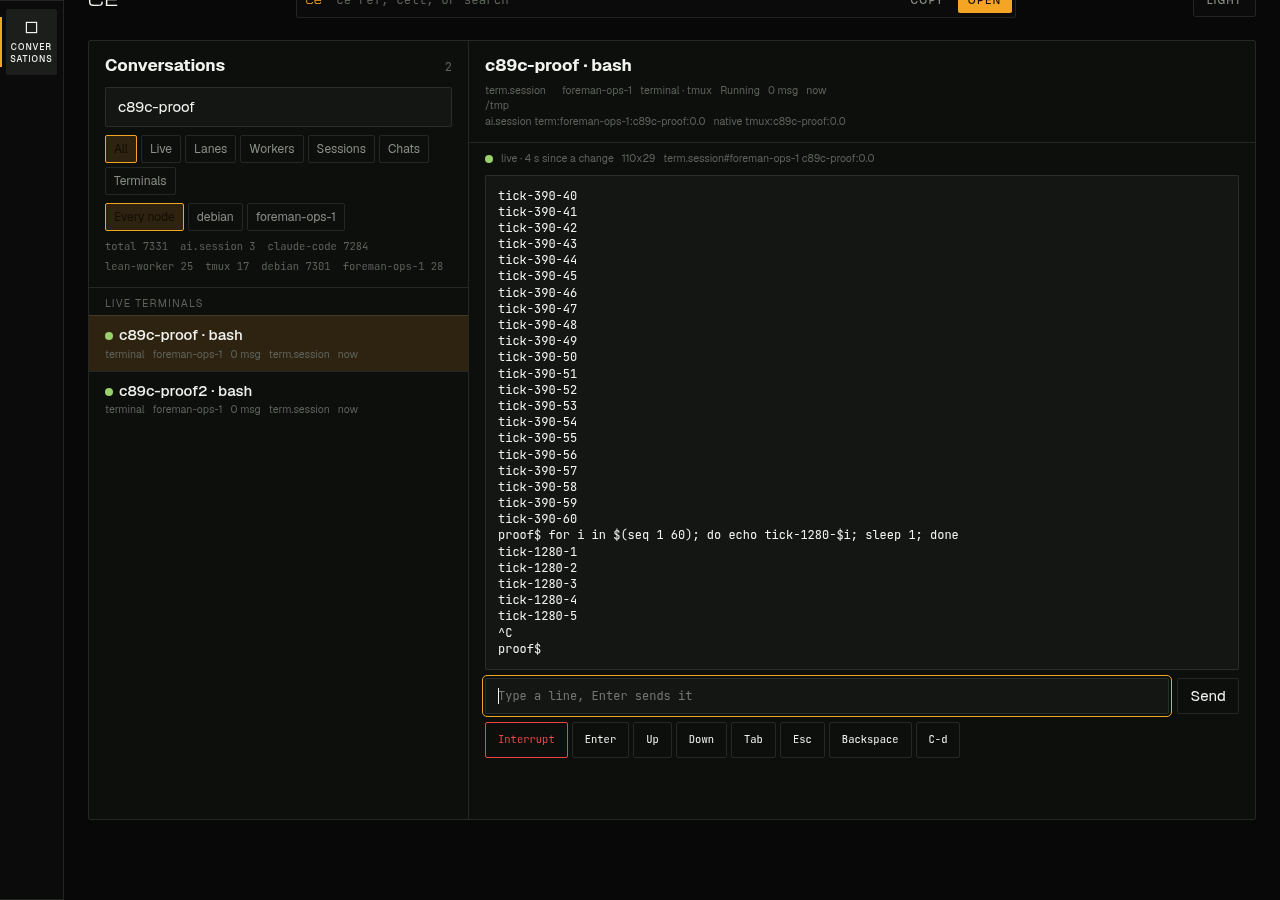 CE
Ce ref, cell, or search
COPY
OPEN
LIGHT
CONVER
SATIONS
Conversations
2
c89c-proof
All
Live
Lanes
Workers
Sessions
Chats
Terminals
Every node
debian
foreman-ops-1
total 7331 ai.session 3 claude-code 7284
lean-worker 25 tmux 17 debian 7301 foreman-ops-1 28
LIVE TERMINALS
c89c-proof · bash
terminal foreman-ops-1 0 msg term.session now
c89c-proof2 · bash
terminal foreman-ops-1 0 msg term.session now
c89c-proof · bash
term.session foreman-ops-1 terminal · tmux Running 0 msg now
/tmp
ai.session term:foreman-ops-1:c89c-proof:0.0 native tmux:c89c-proof:0.0
live · 4 s since a change 110x29 term.session#foreman-ops-1 c89c-proof:0.0
tick-390-40
tick-390-41
tick-390-42
tick-390-43
tick-390-44
tick-390-45
tick-390-46
tick-390-47
tick-390-48
tick-390-49
tick-390-50
tick-390-51
tick-390-52
tick-390-53
tick-390-54
tick-390-55
tick-390-56
tick-390-57
tick-390-58
tick-390-59
tick-390-60
proof$ for i in $(seq 1 60); do echo tick-1280-$i; sleep 1; done
tick-1280-1
tick-1280-2
tick-1280-3
tick-1280-4
tick-1280-5
^C
proof$
Type a line, Enter sends it
Send
Interrupt
Enter
Up
Down
Tab
Esc
Backspace
C-d